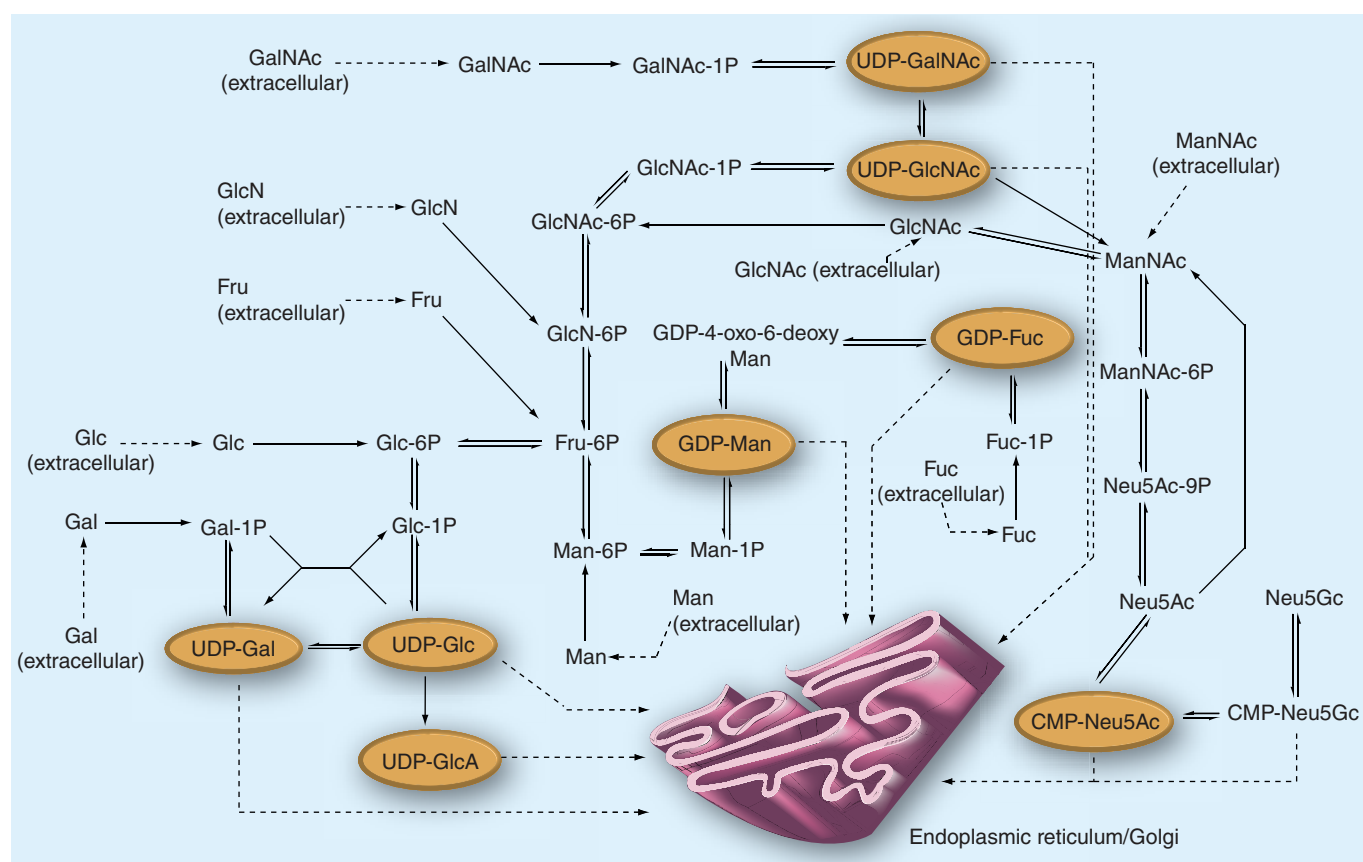 GalNAc
(extracellular)
GalNAc
GalNAc-1P
UDP-GalNAc
GlcNAc-1P
UDP-GlcNAc
ManNAc
(extracellular)
GlcN
(extracellular)
GlcN
GlcNAc-6P
GlcNAc
GlcNAc (extracellular)
ManNAc
Fru
(extracellular)
Fru
GlcN-6P
GDP-4-oxo-6-deoxy
Man
GDP-Fuc
ManNAc-6P
Glc
(extracellular)
Glc
Glc-6P
Fru-6P
GDP-Man
Fuc-1P
Fuc
(extracellular)
Neu5Ac-9P
Gal
Gal-1P
Glc-1P
Man-6P
Man-1P
Fuc
Neu5Ac
Neu5Gc
Gal
(extracellular)
UDP-Gal
UDP-Glc
Man
Man
(extracellular)
CMP-Neu5Ac
CMP-Neu5Gc
UDP-GlcA
Endoplasmic reticulum/Golgi